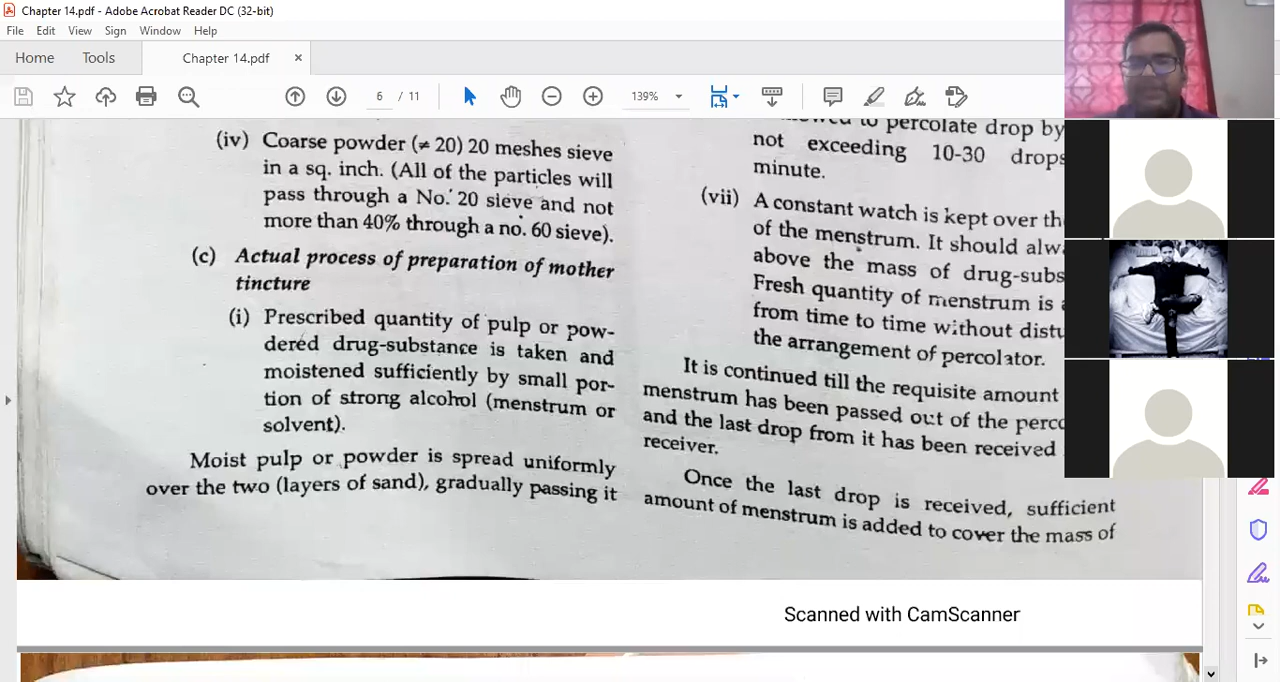 Chapter 14.pdf - Adobe Acrobat Reader DC (32-bit)
File Edit View Sign Window Help
Home Tools Chapter 14.pdf ×
6 / 11 139%
(iv) Coarse powder (≠ 20) 20 meshes sieve
in a sq. inch. (All of the particles will
pass through a No. 20 sieve and not
more than 40% through a no. 60 sieve).
(c) Actual process of preparation of mother
tincture
(i) Prescribed quantity of pulp or pow-
dered drug-substance is taken and
moistened sufficiently by small por-
tion of strong alcohol (menstrum or
solvent).
Moist pulp or powder is spread uniformly
over the two (layers of sand), gradually passing it
to percolate drop by
not exceeding 10-30 drops
minute.
(vii) A constant watch is kept over th
of the menstrum. It should alw
above the mass of drug-subs
Fresh quantity of menstrum is
from time to time without distu
the arrangement of percolator.
It is continued till the requisite amount
menstrum has been passed out of the perco
and the last drop from it has been received
receiver.
Once the last drop is received, sufficient
amount of menstrum is added to cover the mass of
Scanned with CamScanner